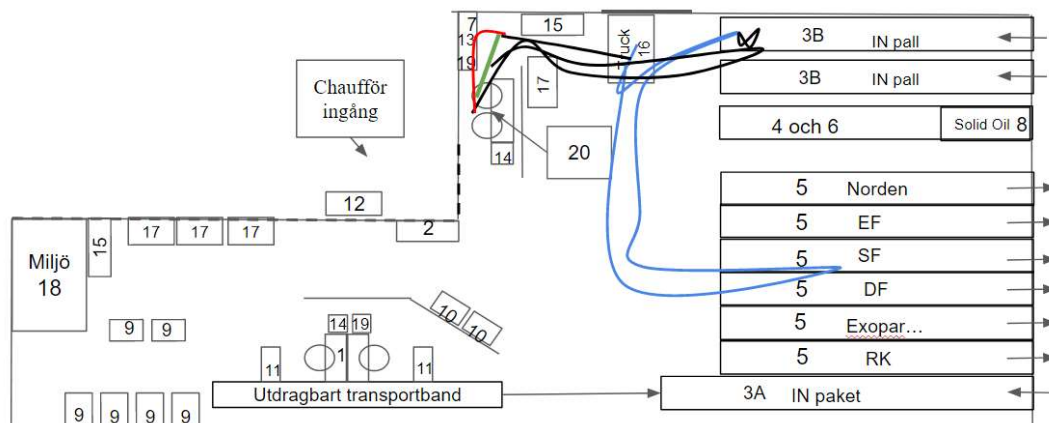 7
13
19
15
Truck
16
17
3B IN pall
3B IN pall
4 och 6 Solid Oil 8
Chaufför
ingång
14
20
12
2
5 Norden
5 EF
5 SF
5 DF
5 Exopar...
5 RK
3A IN paket
Miljö
18
15
17
17
17
9
9
10
10
14
19
1
11
11
Utdragbart transportband
9
9
9
9